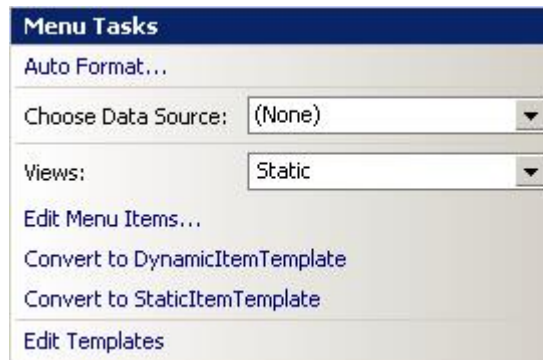 Menu Tasks
Auto Format...
Choose Data Source: (None)
Views: Static
Edit Menu Items...
Convert to DynamicItemTemplate
Convert to StaticItemTemplate
Edit Templates